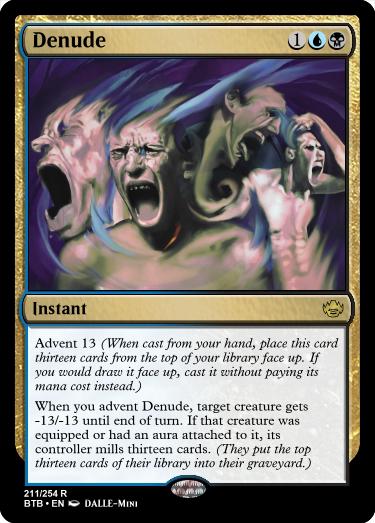 Denude 1
Instant
Advent 13 (When cast from your hand, place this card
thirteen cards from the top of your library face up. If
you would draw it face up, cast it without paying its
mana cost instead.)
When you advent Denude, target creature gets
-13/-13 until end of turn. If that creature was
equipped or had an aura attached to it, its
controller mills thirteen cards. (They put the top
thirteen cards of their library into their graveyard.)
211/254 R
BTB • EN DALLE-Mini